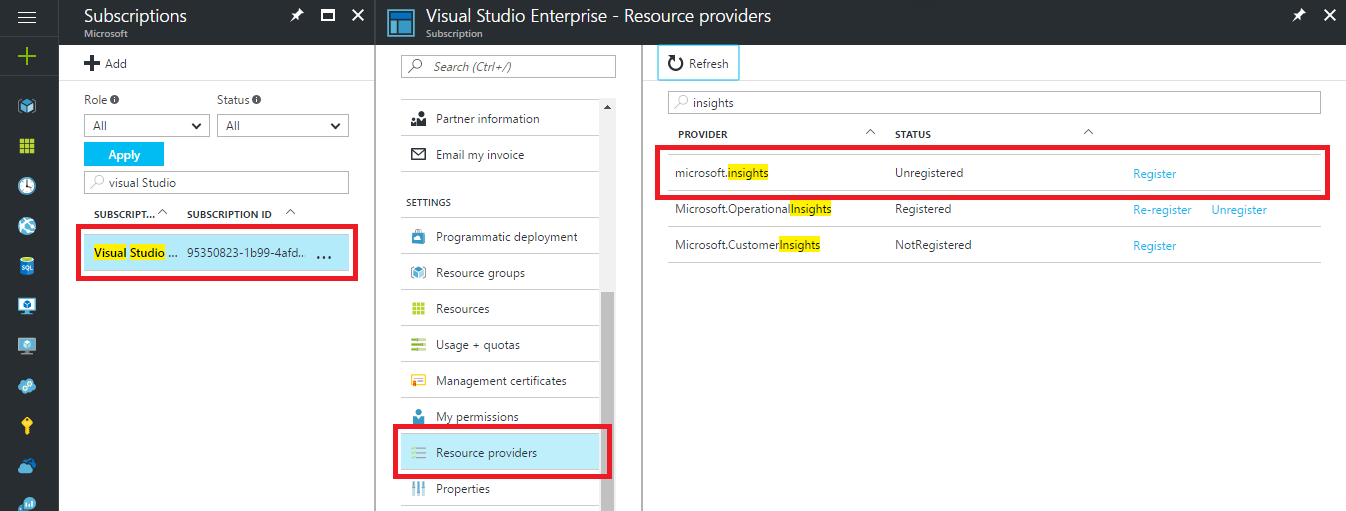 Subscriptions
Microsoft
Add
Role
Status
All
All
Apply
visual Studio
SUBSCRIPT...
SUBSCRIPTION ID
Visual Studio ...
95350823-1b99-4afd...
...
SQL
Visual Studio Enterprise - Resource providers
Subscription
Search (Ctrl+/)
Partner information
Email my invoice
SETTINGS
Programmatic deployment
Resource groups
Resources
Usage + quotas
Management certificates
My permissions
Resource providers
Properties
Refresh
insights
PROVIDER
STATUS
microsoft.insights
Unregistered
Register
Microsoft.OperationalInsights
Registered
Re-register
Unregister
Microsoft.CustomerInsights
NotRegistered
Register